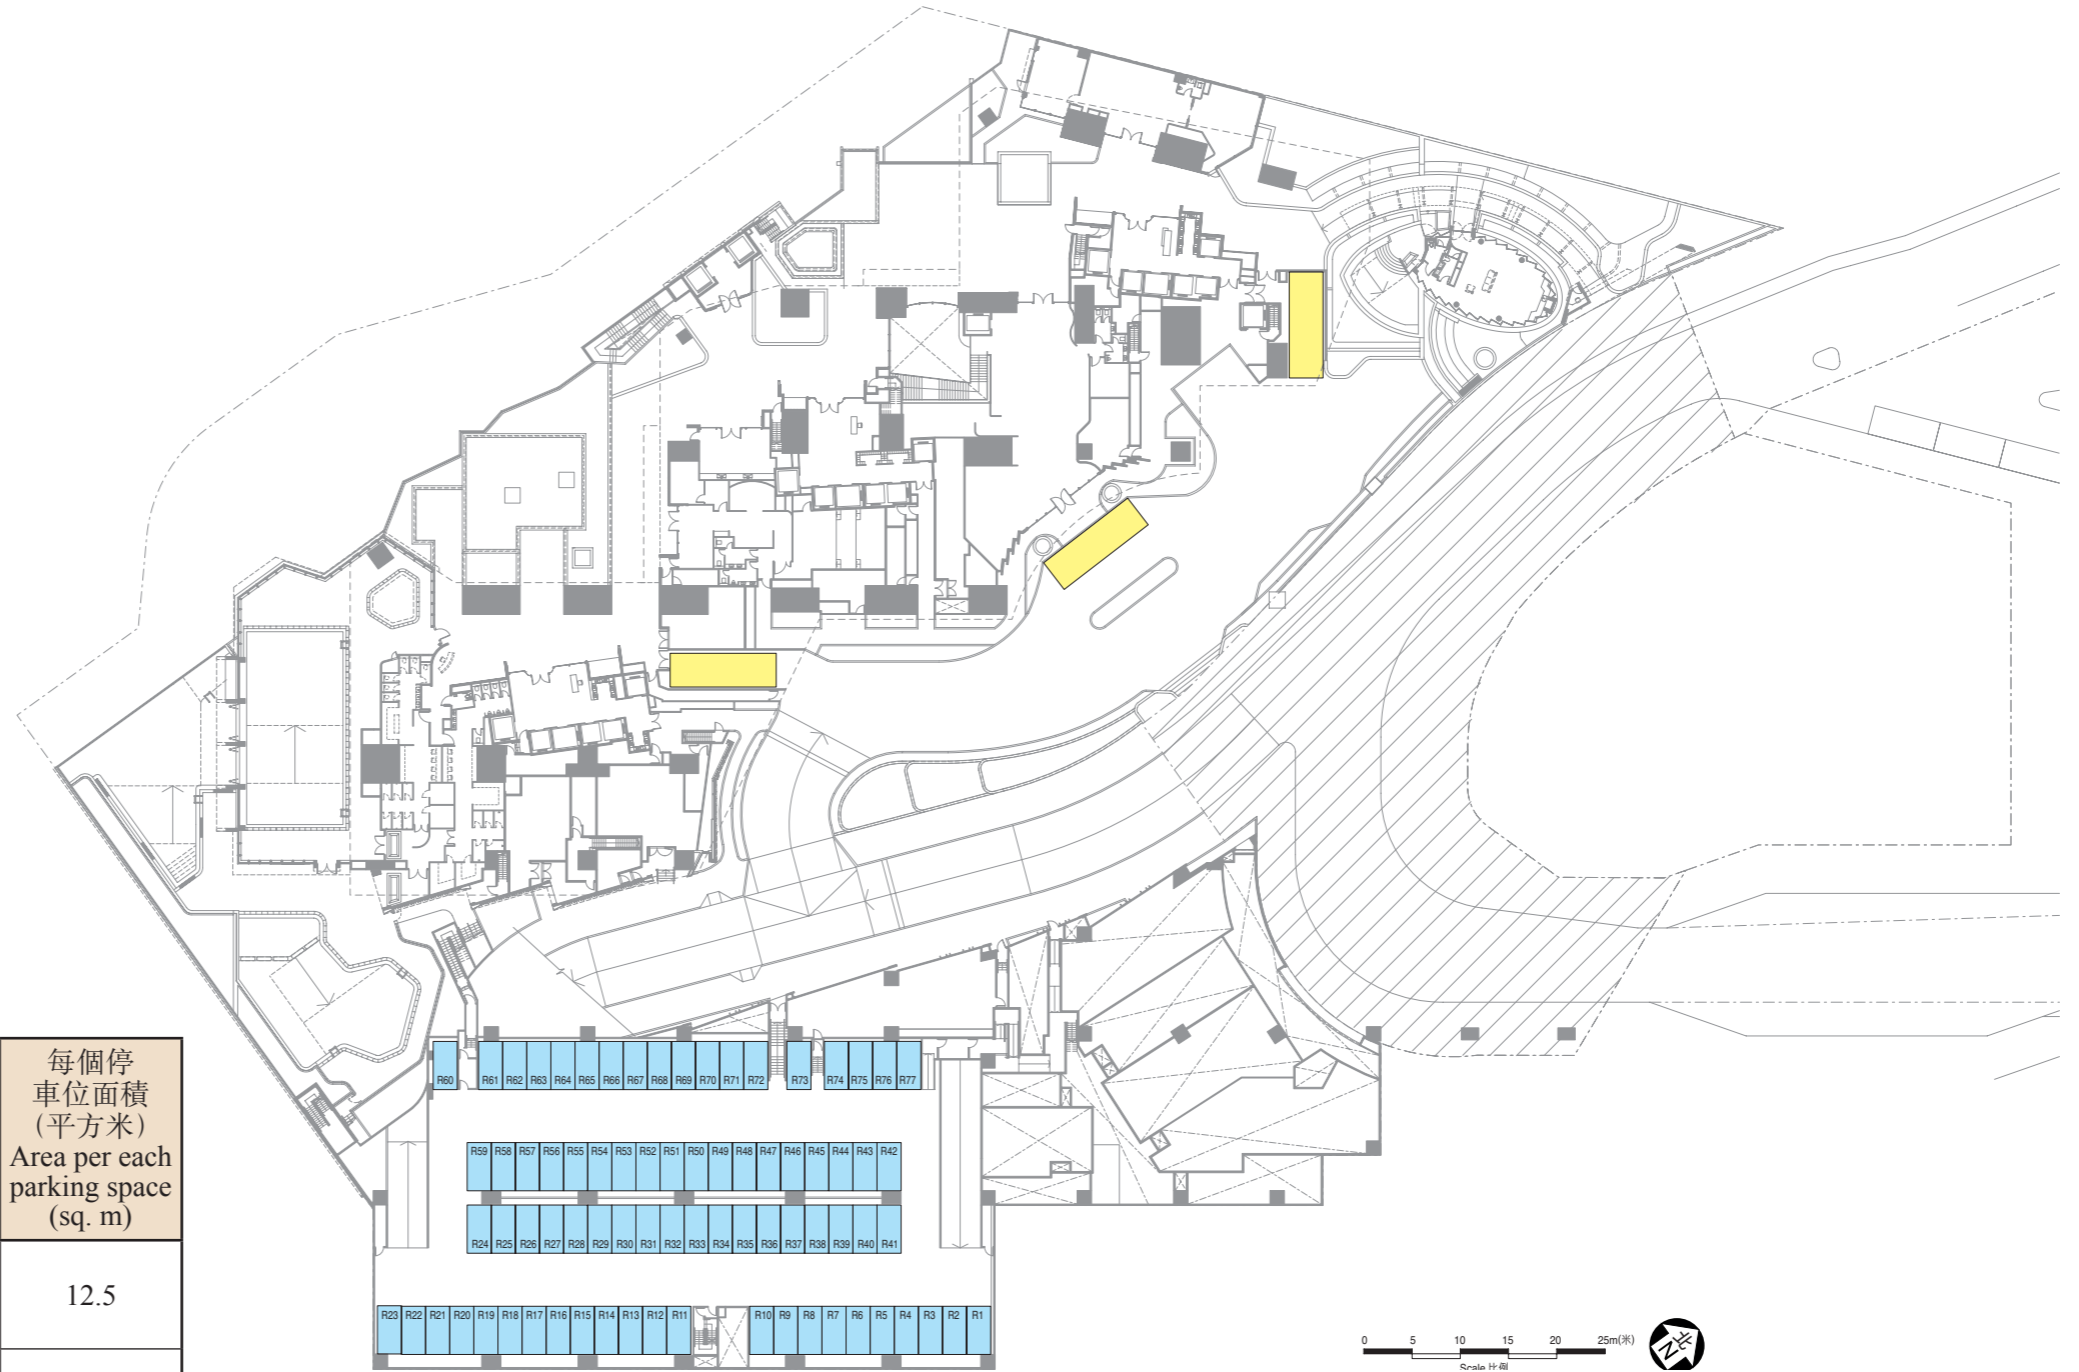 每個停
車位面積
(平方米)
Area per each
parking space
(sq. m)
12.5
R60 R61 R62 R63 R64 R65 R66 R67 R68 R69 R70 R71 R72 R73 R74 R75 R76 R77
R59 R58 R57 R56 R55 R54 R53 R52 R51 R50 R49 R48 R47 R46 R45 R44 R43 R42
R24 R25 R26 R27 R28 R29 R30 R31 R32 R33 R34 R35 R36 R37 R38 R39 R40 R41
R23 R22 R21 R20 R19 R18 R17 R16 R15 R14 R13 R12 R11 R10 R9 R8 R7 R6 R5 R4 R3 R2 R1
0 5 10 15 20 25m(米)
Scale 比例
北
N